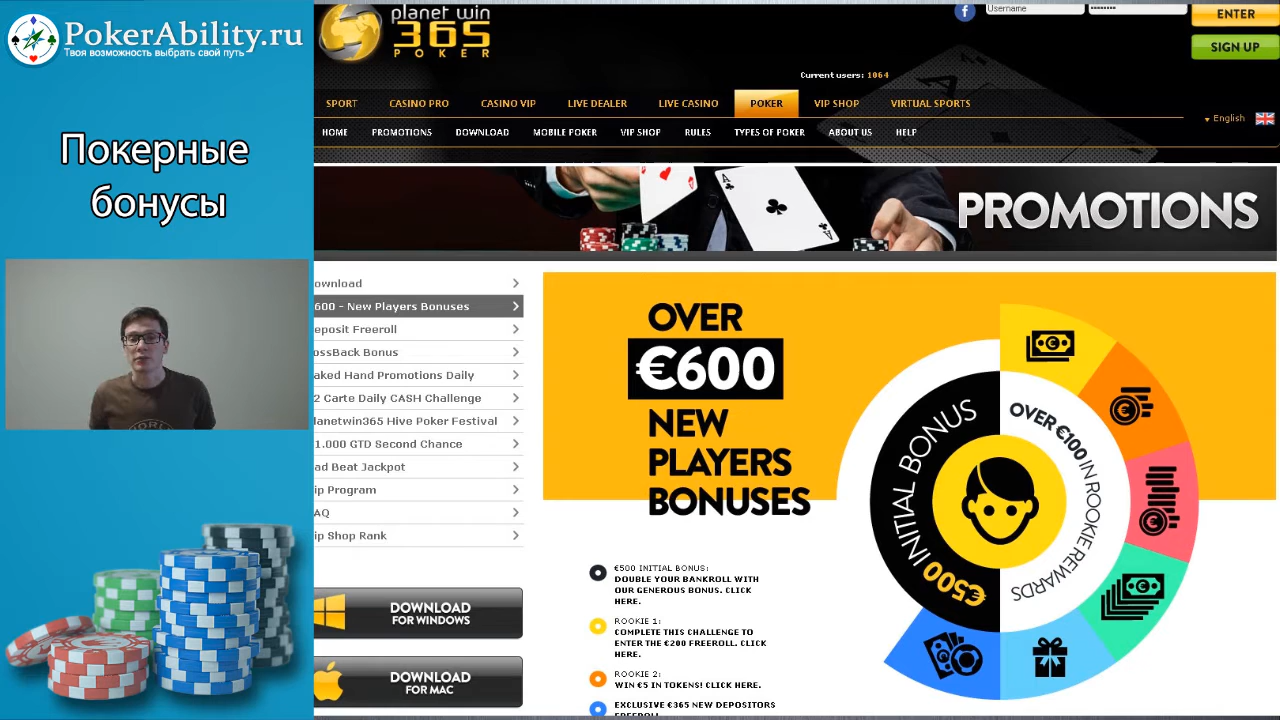 PokerAbility.ru
Твоя возможность выбрать свой путь
Покерные
бонусы
planet win
365
POKER
Username
ENTER
SIGN UP
Current users: 1064
SPORT CASINO PRO CASINO VIP LIVE DEALER LIVE CASINO POKER VIP SHOP VIRTUAL SPORTS
English
HOME PROMOTIONS DOWNLOAD MOBILE POKER VIP SHOP RULES TYPES OF POKER ABOUT US HELP
PROMOTIONS
ownload
600 - New Players Bonuses
eposit Freeroll
ossBack Bonus
aked Hand Promotions Daily
2 Carte Daily CASH Challenge
lanetwin365 Hive Poker Festival
1.000 GTD Second Chance
ad Beat Jackpot
ip Program
AQ
ip Shop Rank
DOWNLOAD
FOR WINDOWS
DOWNLOAD
FOR MAC
OVER
€600
NEW
PLAYERS
BONUSES
€500 INITIAL BONUS
OVER €100 IN ROOKIE REWARDS
€500 INITIAL BONUS:
DOUBLE YOUR BANKROLL WITH
OUR GENEROUS BONUS. CLICK
HERE.
ROOKIE 1:
COMPLETE THIS CHALLENGE TO
ENTER THE €200 FREEROLL. CLICK
HERE.
ROOKIE 2:
WIN €5 IN TOKENS! CLICK HERE.
EXCLUSIVE €365 NEW DEPOSITORS
FREEROLL